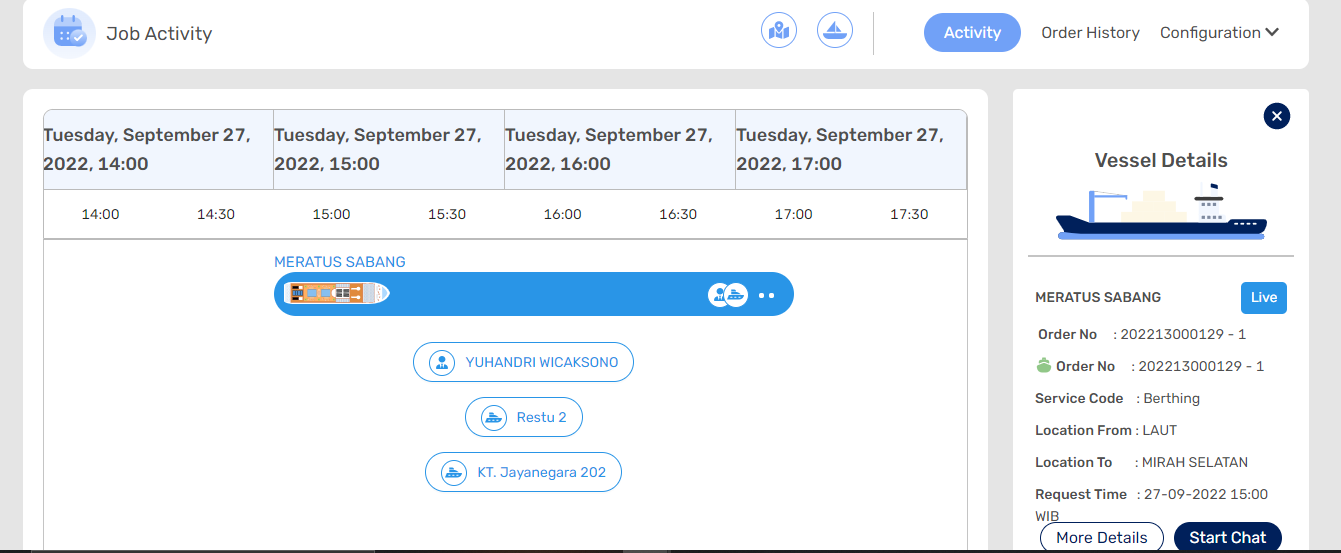 Job Activity
Activity
Order History
Configuration
Tuesday, September 27,
2022, 14:00
Tuesday, September 27,
2022, 15:00
Tuesday, September 27,
2022, 16:00
Tuesday, September 27,
2022, 17:00
14:00
14:30
15:00
15:30
16:00
16:30
17:00
17:30
MERATUS SABANG
YUHANDRI WICAKSONO
Restu 2
KT. Jayanegara 202
Vessel Details
MERATUS SABANG
Live
Order No : 202213000129 - 1
Order No : 202213000129 - 1
Service Code : Berthing
Location From : LAUT
Location To : MIRAH SELATAN
Request Time : 27-09-2022 15:00
WIB
More Details
Start Chat